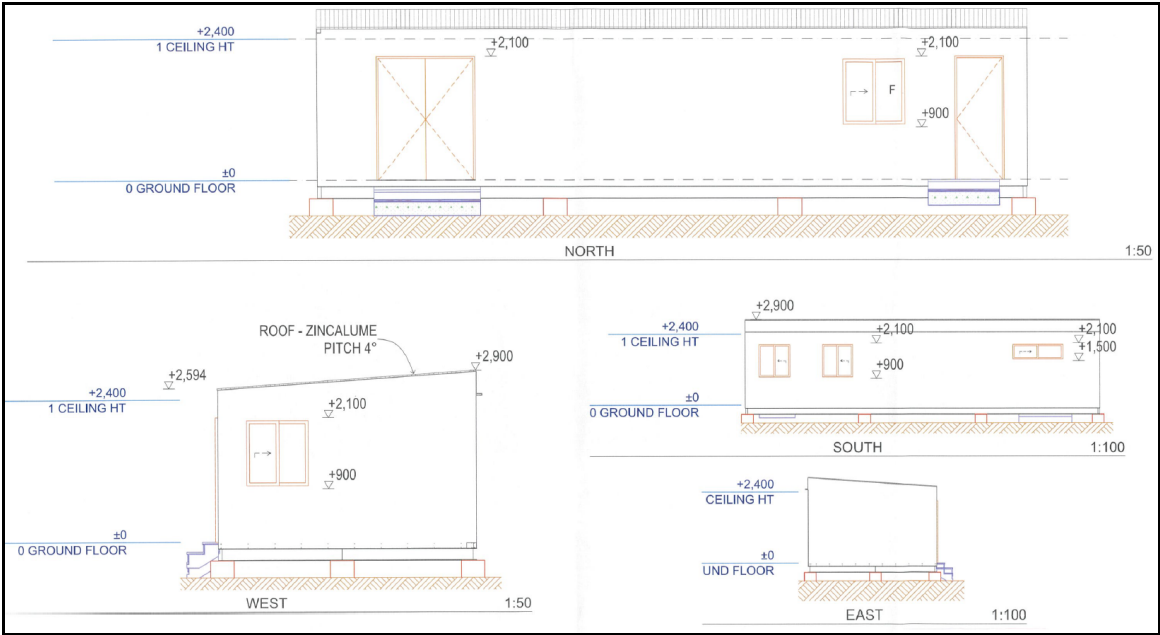 +2,400
1 CEILING HT
+2,100
+2,100
F
+900
±0
0 GROUND FLOOR
NORTH
1:50
ROOF - ZINCALUME
PITCH 4°
+2,594
+2,900
+2,400
1 CEILING HT
+2,100
+900
±0
0 GROUND FLOOR
WEST
1:50
+2,900
+2,400
1 CEILING HT
+2,100
+2,100
+1,500
+900
±0
0 GROUND FLOOR
SOUTH
1:100
+2,400
CEILING HT
±0
UND FLOOR
EAST
1:100